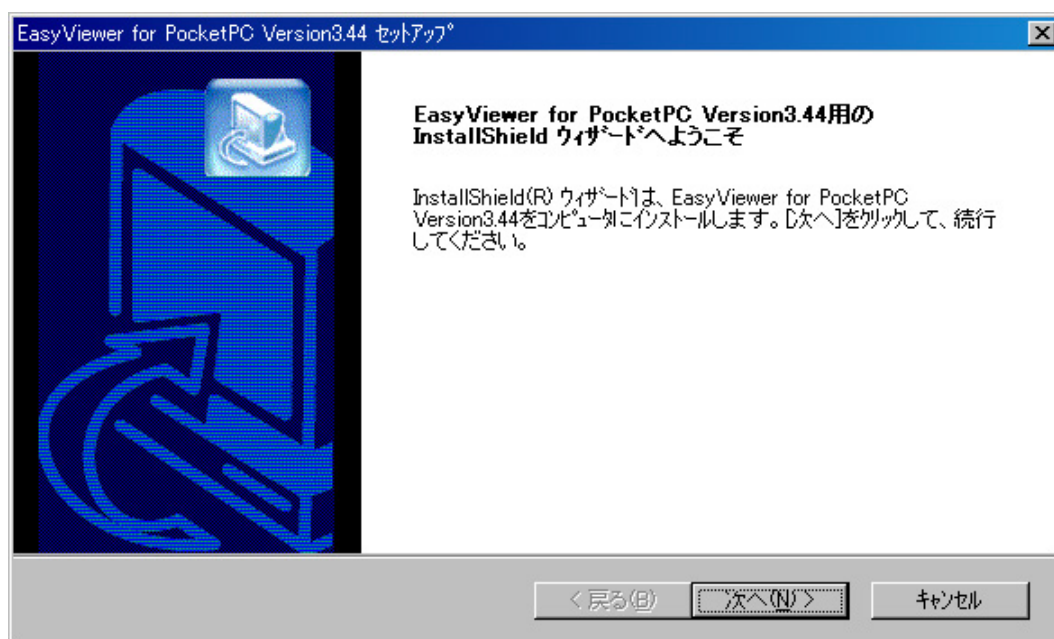 EasyViewer for PocketPC Version3.44 ｾｯﾄｱｯﾌﾟ
EasyViewer for PocketPC Version3.44用の
InstallShield ウィザードへようこそ
InstallShield(R) ウィザードは、EasyViewer for PocketPC
Version3.44をコンピュータにインストールします。[次へ]をクリックして、続行
してください。
< 戻る(B)
次へ(N) >
ｷｬﾝｾﾙ